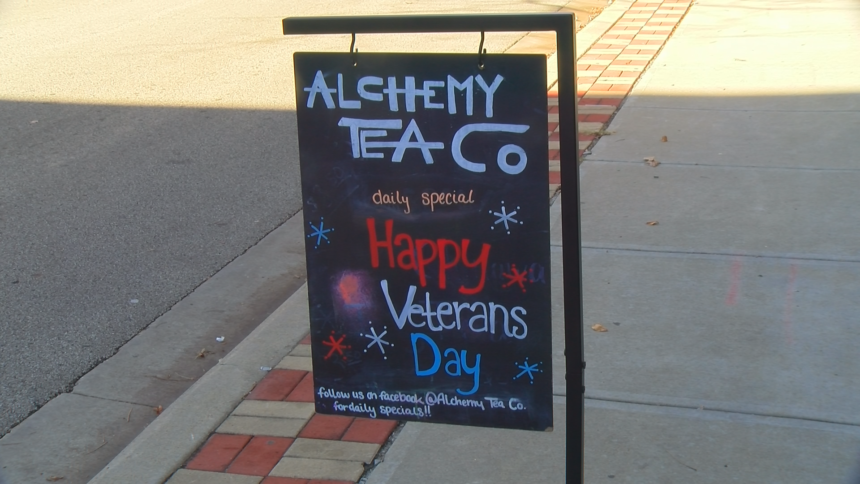 ALCHEMY
TEA CO
daily special
Happy
Veterans
Day
follow us on facebook @Alchemy Tea Co.
for daily specials!!